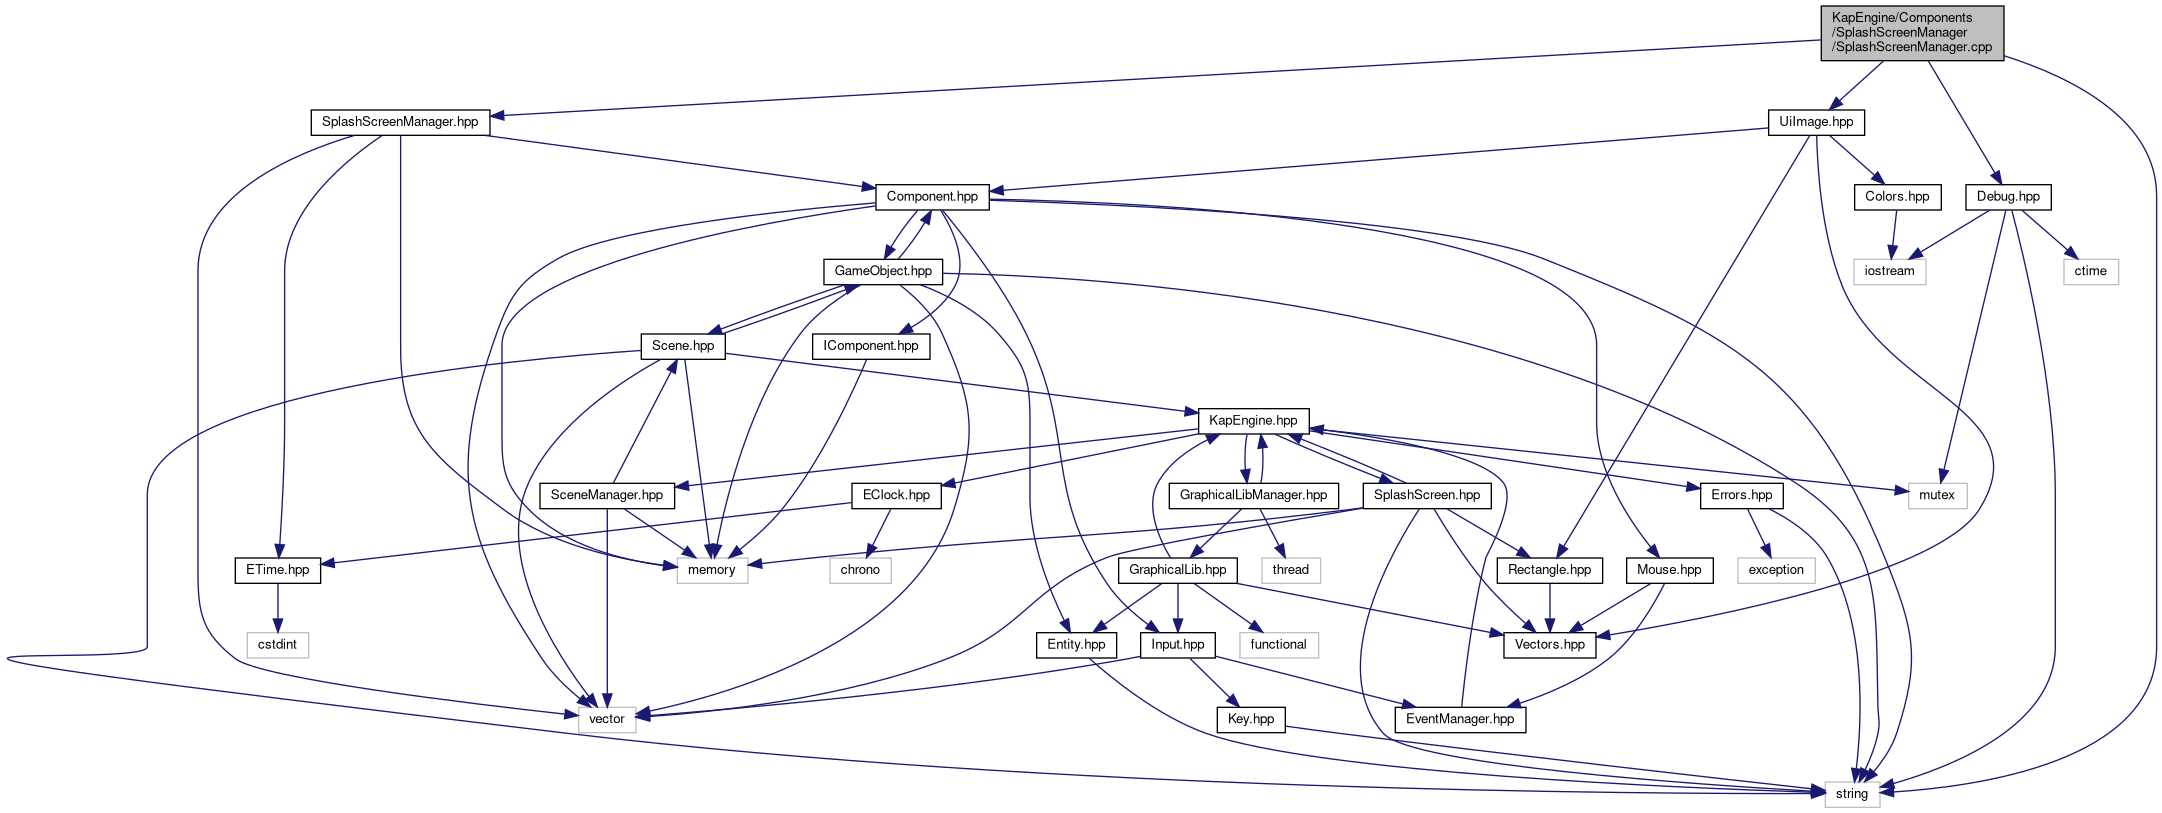 KapEngine/Components
/SplashScreenManager
/SplashScreenManager.cpp
SplashScreenManager.hpp
UiImage.hpp
Component.hpp
Colors.hpp
Debug.hpp
GameObject.hpp
iostream
ctime
Scene.hpp
IComponent.hpp
KapEngine.hpp
SceneManager.hpp
EClock.hpp
GraphicalLibManager.hpp
SplashScreen.hpp
Errors.hpp
mutex
ETime.hpp
memory
chrono
GraphicalLib.hpp
thread
Rectangle.hpp
Mouse.hpp
exception
cstdint
Entity.hpp
Input.hpp
functional
Vectors.hpp
vector
Key.hpp
EventManager.hpp
string